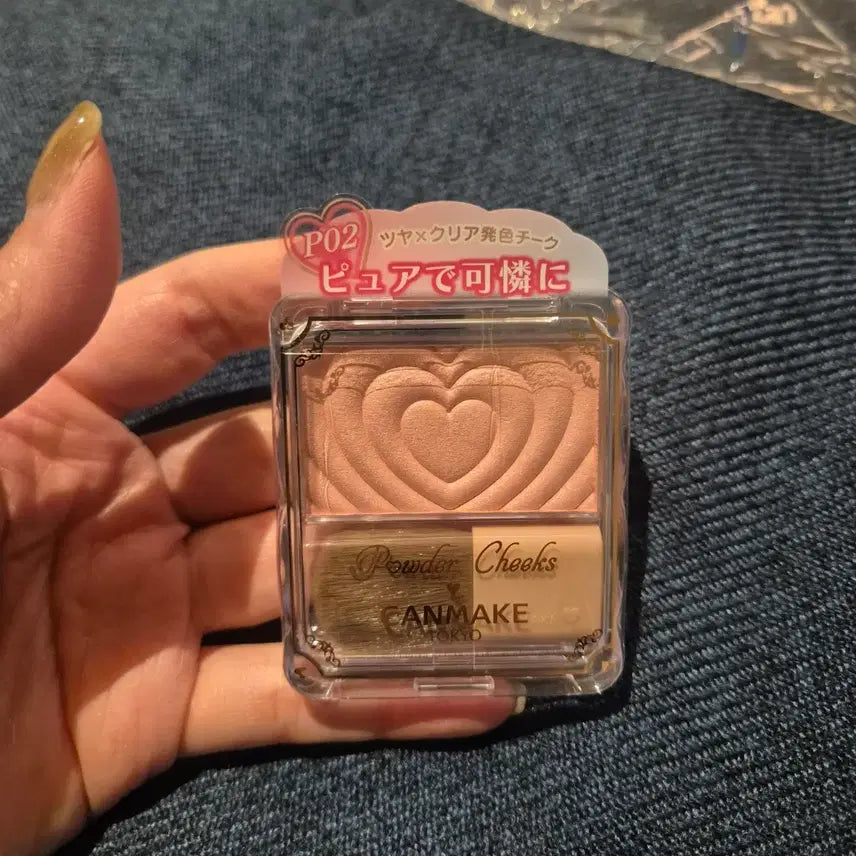 P02
ツヤ×クリア発色チーク
ピュアで可憐に
Powder Cheeks
CANMAKE
TOKYO